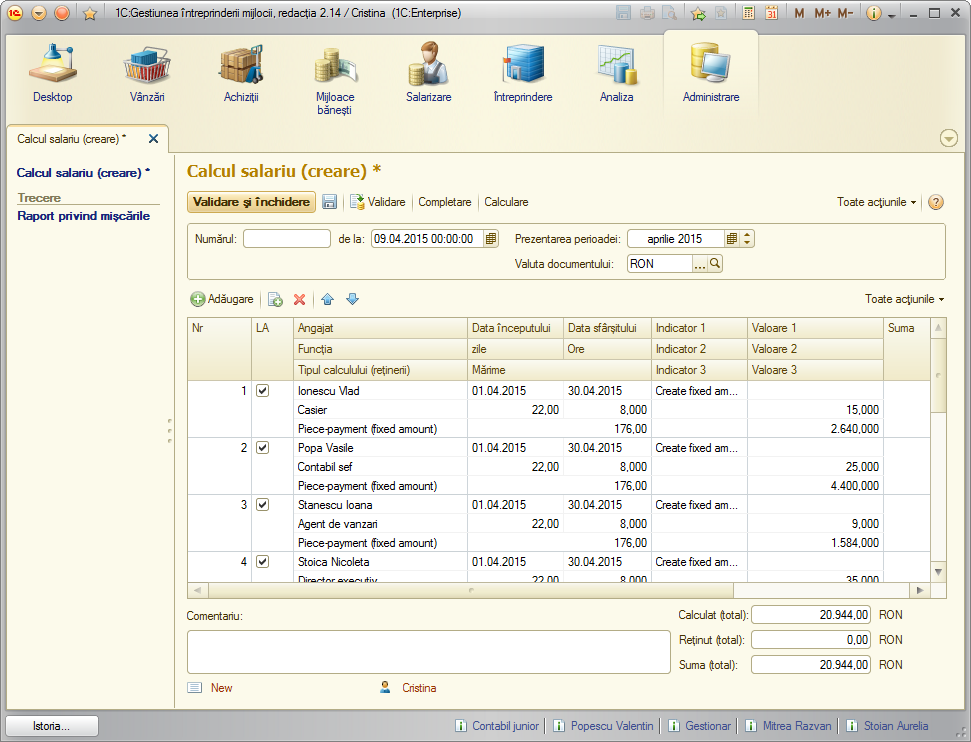 1C:Gestiunea întreprinderii mijlocii, redacția 2.14 / Cristina (1C:Enterprise)
M M+ M-
Desktop
Vânzări
Achiziții
Mijloace bănești
Salarizare
Întreprindere
Analiza
Administrare
Calcul salariu (creare) *
Calcul salariu (creare) *
Trecere
Raport privind mișcările
Calcul salariu (creare) *
Validare și închidere Validare Completare Calculare Toate acțiunile
Numărul: de la: 09.04.2015 00:00:00 Prezentarea perioadei: aprilie 2015
Valuta documentului: RON ...
Adăugare Toate acțiunile
Nr LA Angajat Data începutului Data sfârșitului Indicator 1 Valoare 1 Suma
Funcția zile Ore Indicator 2 Valoare 2
Tipul calculului (reținerii) Mărime Indicator 3 Valoare 3
1 Ionescu Vlad 01.04.2015 30.04.2015 Create fixed am...
Casier 22,00 8,000 15,000
Piece-payment (fixed amount) 176,00 2.640,000
2 Popa Vasile 01.04.2015 30.04.2015 Create fixed am...
Contabil sef 22,00 8,000 25,000
Piece-payment (fixed amount) 176,00 4.400,000
3 Stanescu Ioana 01.04.2015 30.04.2015 Create fixed am...
Agent de vanzari 22,00 8,000 9,000
Piece-payment (fixed amount) 176,00 1.584,000
4 Stoica Nicoleta 01.04.2015 30.04.2015 Create fixed am...
Director executiv 22,00 8,000 35,000
Comentariu: Calculat (total): 20.944,00 RON
Reținut (total): 0,00 RON
Suma (total): 20.944,00 RON
New Cristina
Istoria... Contabil junior Popescu Valentin Gestionar Mitrea Razvan Stoian Aurelia